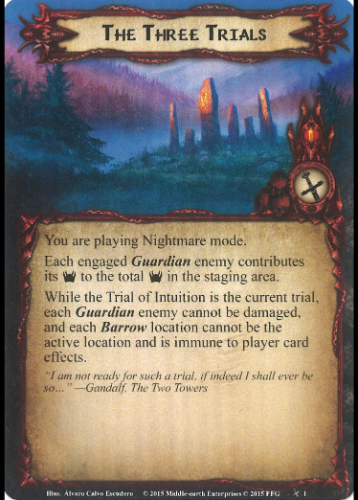 THE THREE TRIALS
You are playing Nightmare mode.
Each engaged Guardian enemy contributes
its to the total in the staging area.
While the Trial of Intuition is the current trial,
each Guardian enemy cannot be damaged,
and each Barrow location cannot be the
active location and is immune to player card
effects.
"I am not ready for such a trial, if indeed I shall ever be
so…" —Gandalf, The Two Towers
Illus. Alvaro Calvo Escudero © 2015 Middle-earth Enterprises © 2015 FFG 1